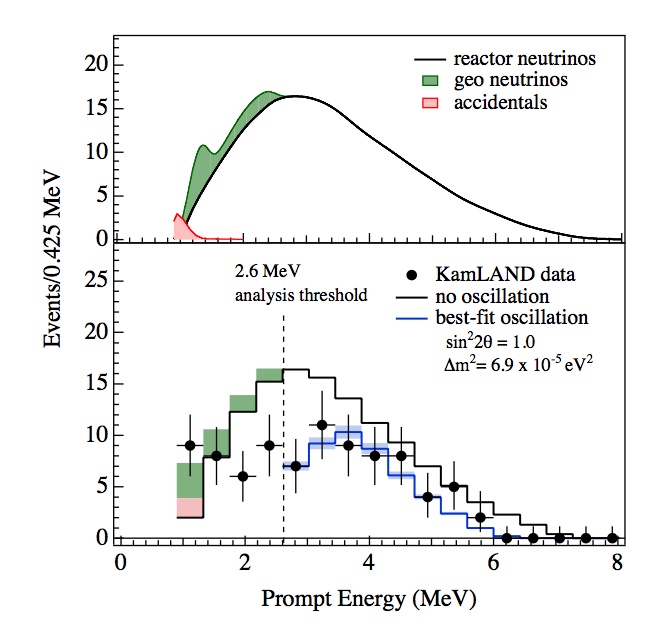 20
15
10
5
0
reactor neutrinos
geo neutrinos
accidentals
Events/0.425 MeV
25
20
15
10
5
0
2.6 MeV
analysis threshold
KamLAND data
no oscillation
best-fit oscillation
sin²2θ = 1.0
Δm²= 6.9 x 10⁻⁵ eV²
0 2 4 6 8
Prompt Energy (MeV)